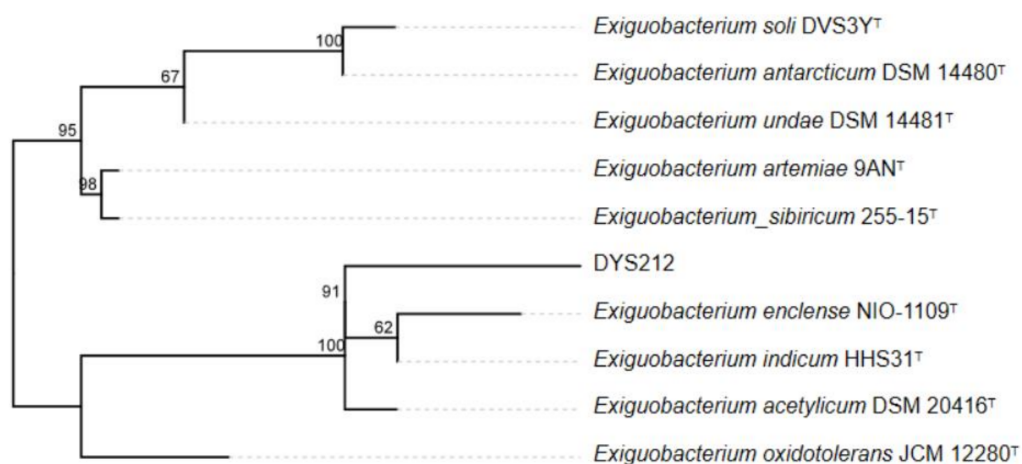 100
Exiguobacterium soli DVS3Yᵀ
67
Exiguobacterium antarcticum DSM 14480ᵀ
95
Exiguobacterium undae DSM 14481ᵀ
98
Exiguobacterium artemiae 9ANᵀ
Exiguobacterium_sibiricum 255-15ᵀ
DYS212
91
Exiguobacterium enclense NIO-1109ᵀ
62
100
Exiguobacterium indicum HHS31ᵀ
Exiguobacterium acetylicum DSM 20416ᵀ
Exiguobacterium oxidotolerans JCM 12280ᵀ